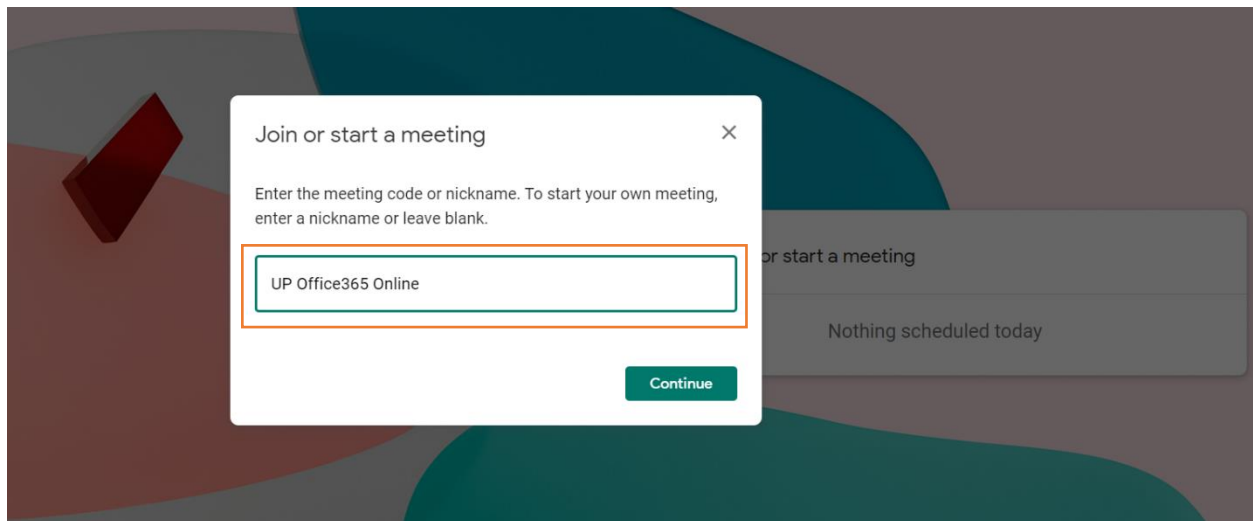 Join or start a meeting
Enter the meeting code or nickname. To start your own meeting,
enter a nickname or leave blank.
UP Office365 Online
Continue
or start a meeting
Nothing scheduled today